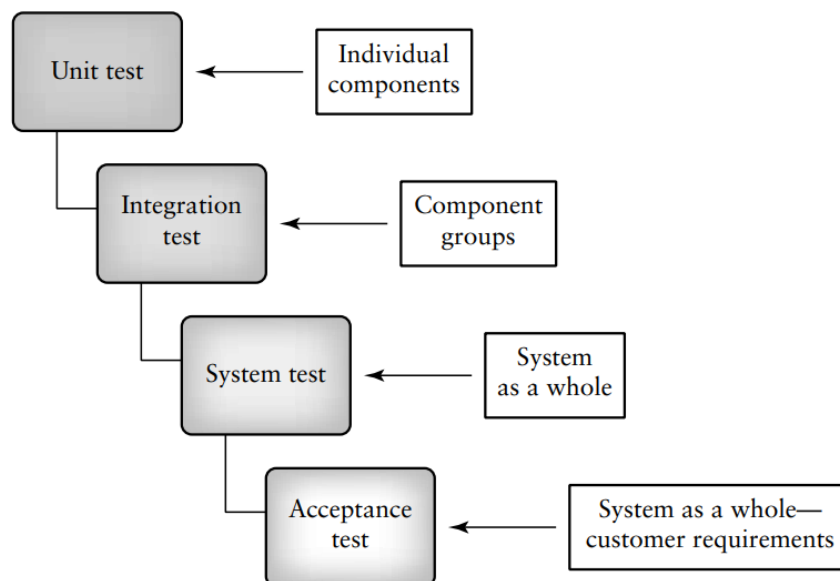 Unit test
Individual
components
Integration
test
Component
groups
System test
System
as a whole
Acceptance
test
System as a whole—
customer requirements